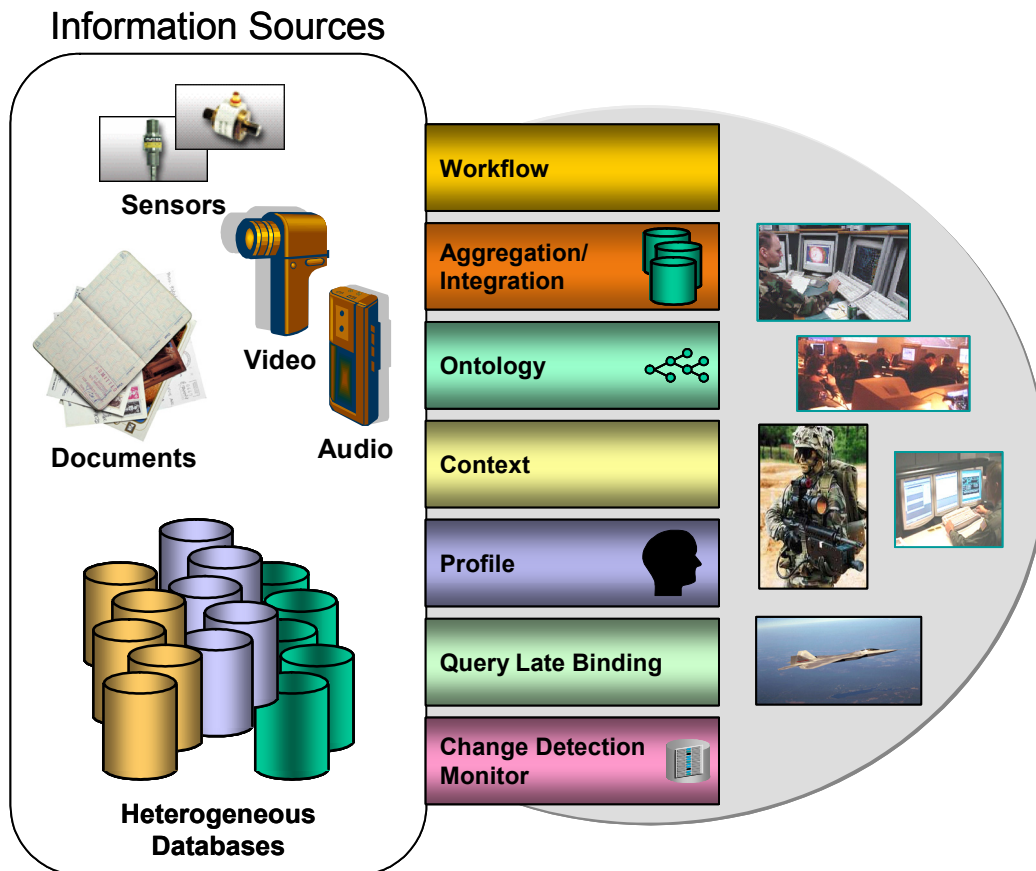 Information Sources
Sensors
Video
Documents
Audio
Heterogeneous
Databases
Workflow
Aggregation/
Integration
Ontology
Context
Profile
Query Late Binding
Change Detection
Monitor